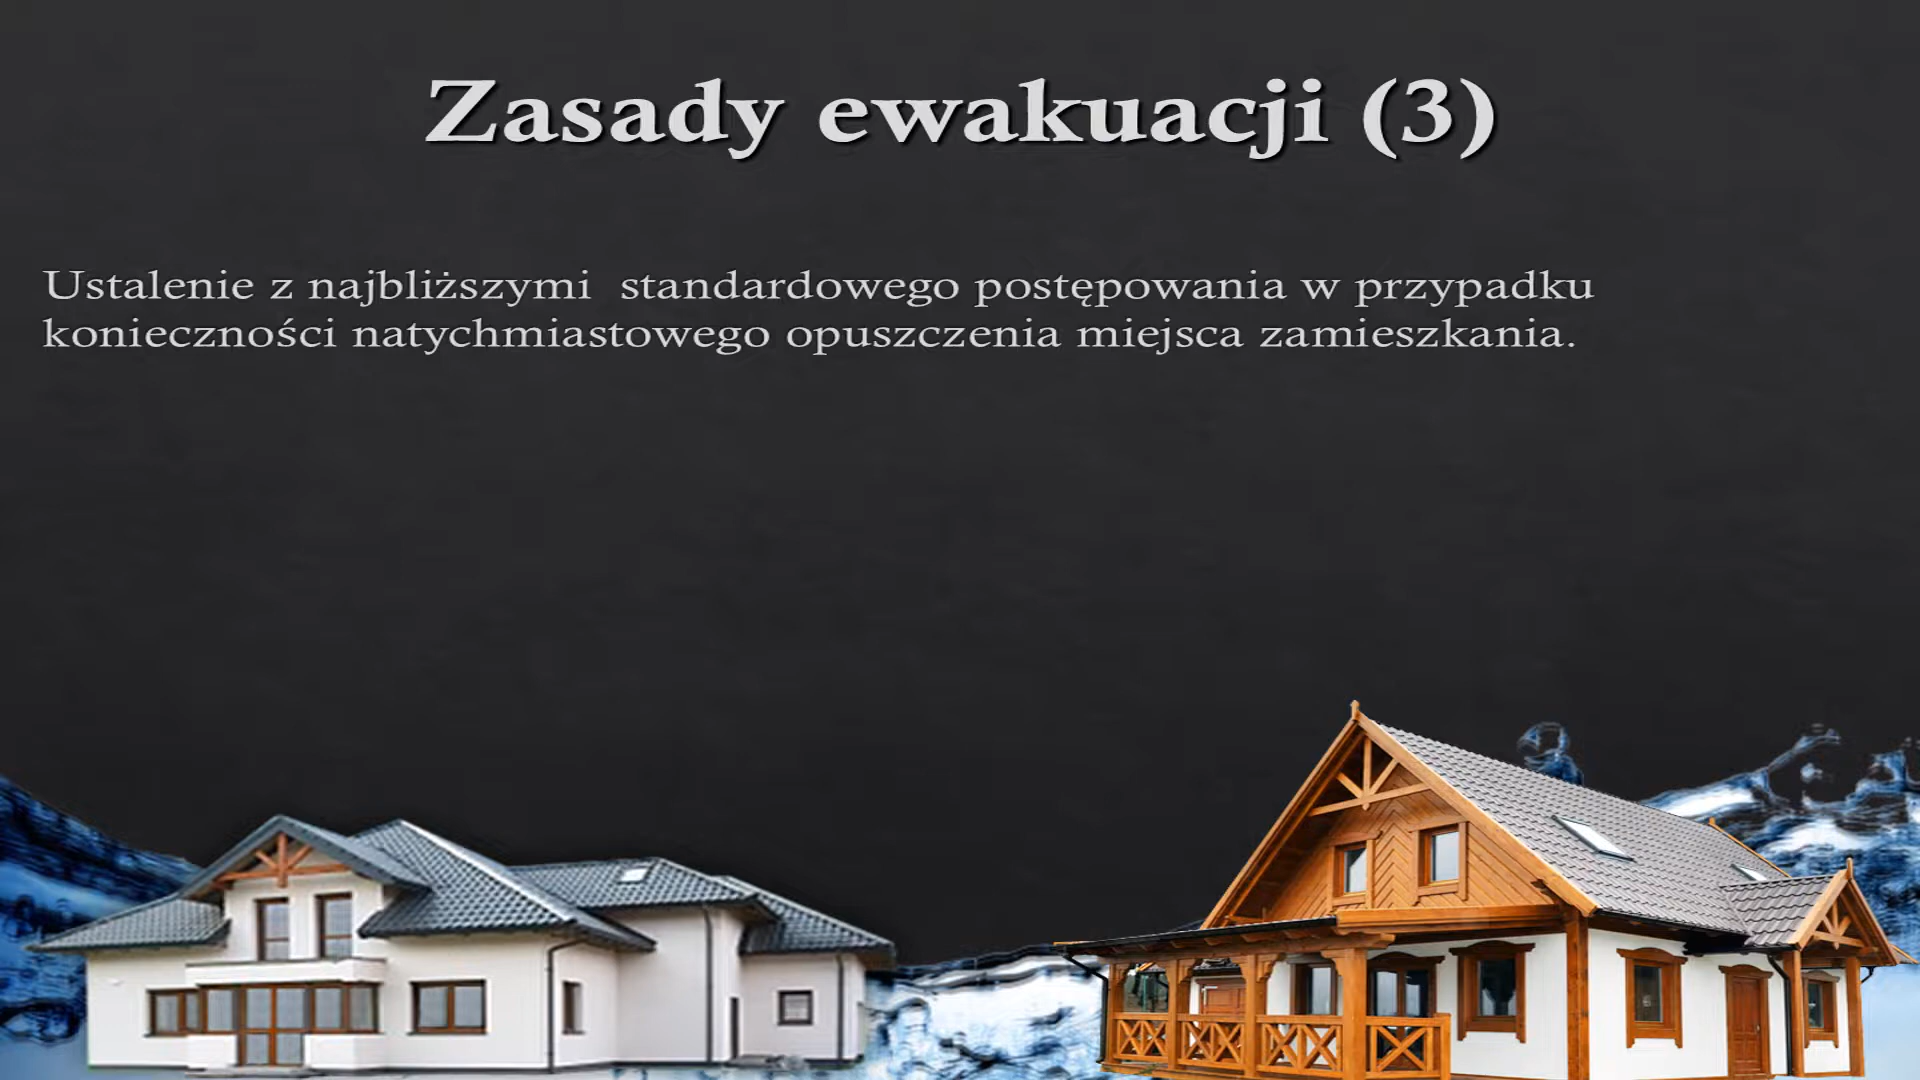 Zasady ewakuacji (3)
Ustalenie z najbliższymi  standardowego postępowania w przypadku
konieczności natychmiastowego opuszczenia miejsca zamieszkania.